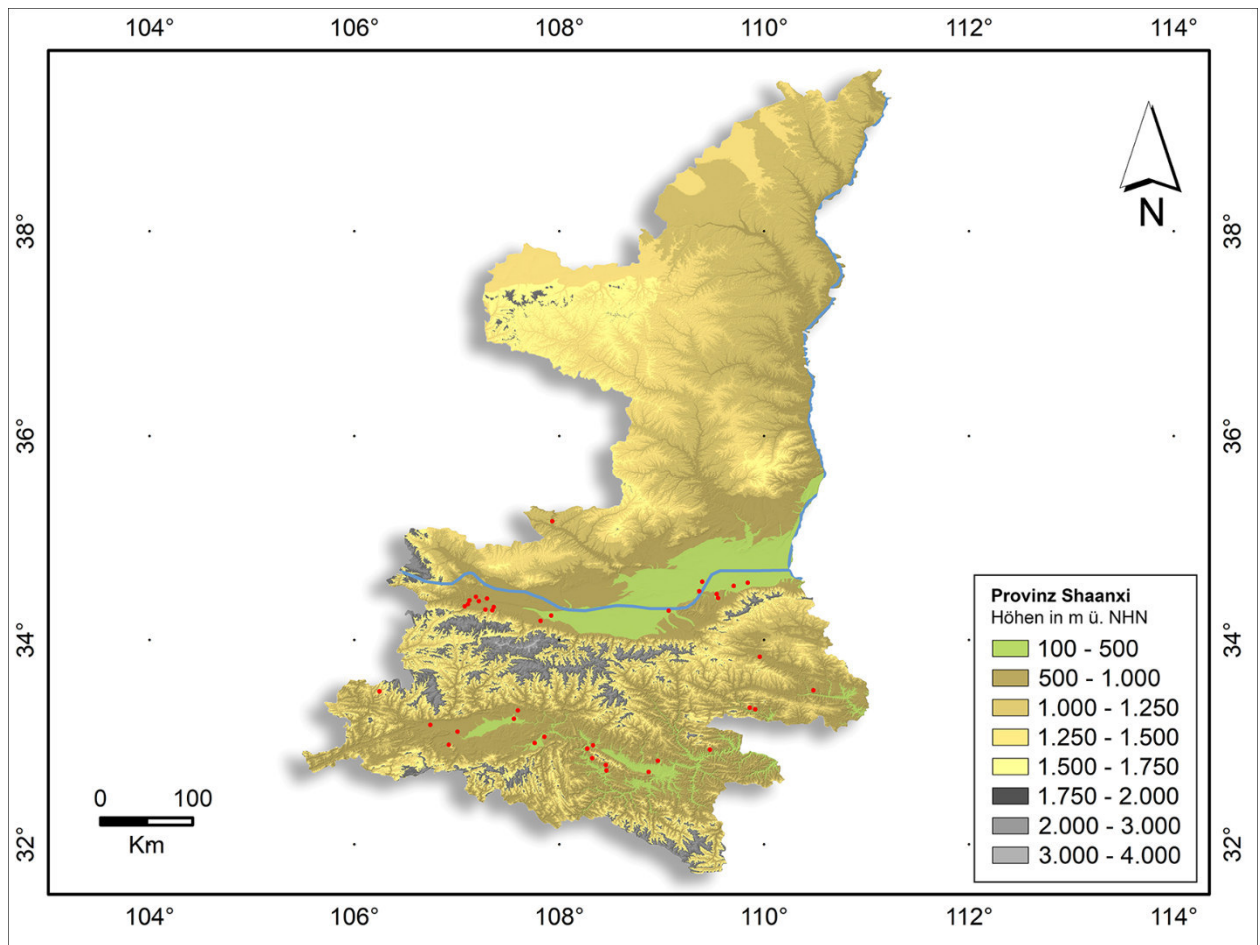 104° 106° 108° 110° 112° 114°
38° 38°
36° 36°
34° 34°
32° 32°
N
Provinz Shaanxi
Höhen in m ü. NHN
100 - 500
500 - 1.000
1.000 - 1.250
1.250 - 1.500
1.500 - 1.750
1.750 - 2.000
2.000 - 3.000
3.000 - 4.000
0 100
Km
104° 106° 108° 110° 112° 114°